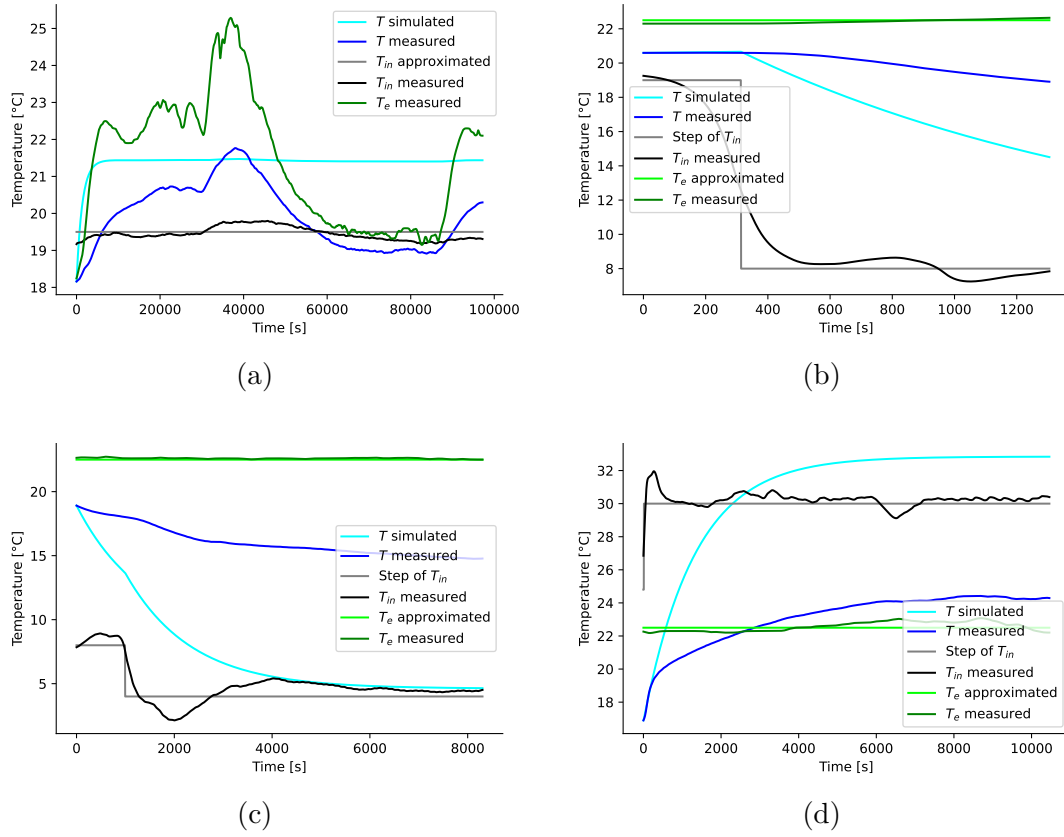 25
24
23
22
21
20
19
18
0
20000
40000
60000
80000
100000
Temperature [°C]
Time [s]
T simulated
T measured
T_in approximated
T_in measured
T_e measured
(a)
22
20
18
16
14
12
10
8
0
200
400
600
800
1000
1200
Temperature [°C]
Time [s]
T simulated
T measured
Step of T_in
T_in measured
T_e approximated
T_e measured
(b)
20
15
10
5
0
2000
4000
6000
8000
Temperature [°C]
Time [s]
T simulated
T measured
Step of T_in
T_in measured
T_e approximated
T_e measured
(c)
32
30
28
26
24
22
20
18
0
2000
4000
6000
8000
10000
Temperature [°C]
Time [s]
T simulated
T measured
Step of T_in
T_in measured
T_e approximated
T_e measured
(d)